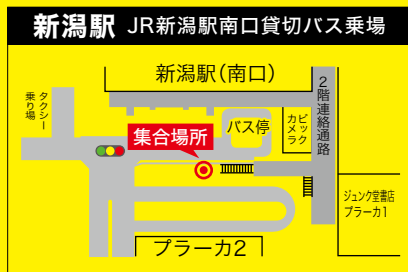 新潟駅 JR新潟駅南口貸切バス乗場
新潟駅(南口)
タクシー
乗り場
バス停
ビック
カメラ
2階連絡通路
集合場所
ジュンク堂書店
プラーカ1
プラーカ2